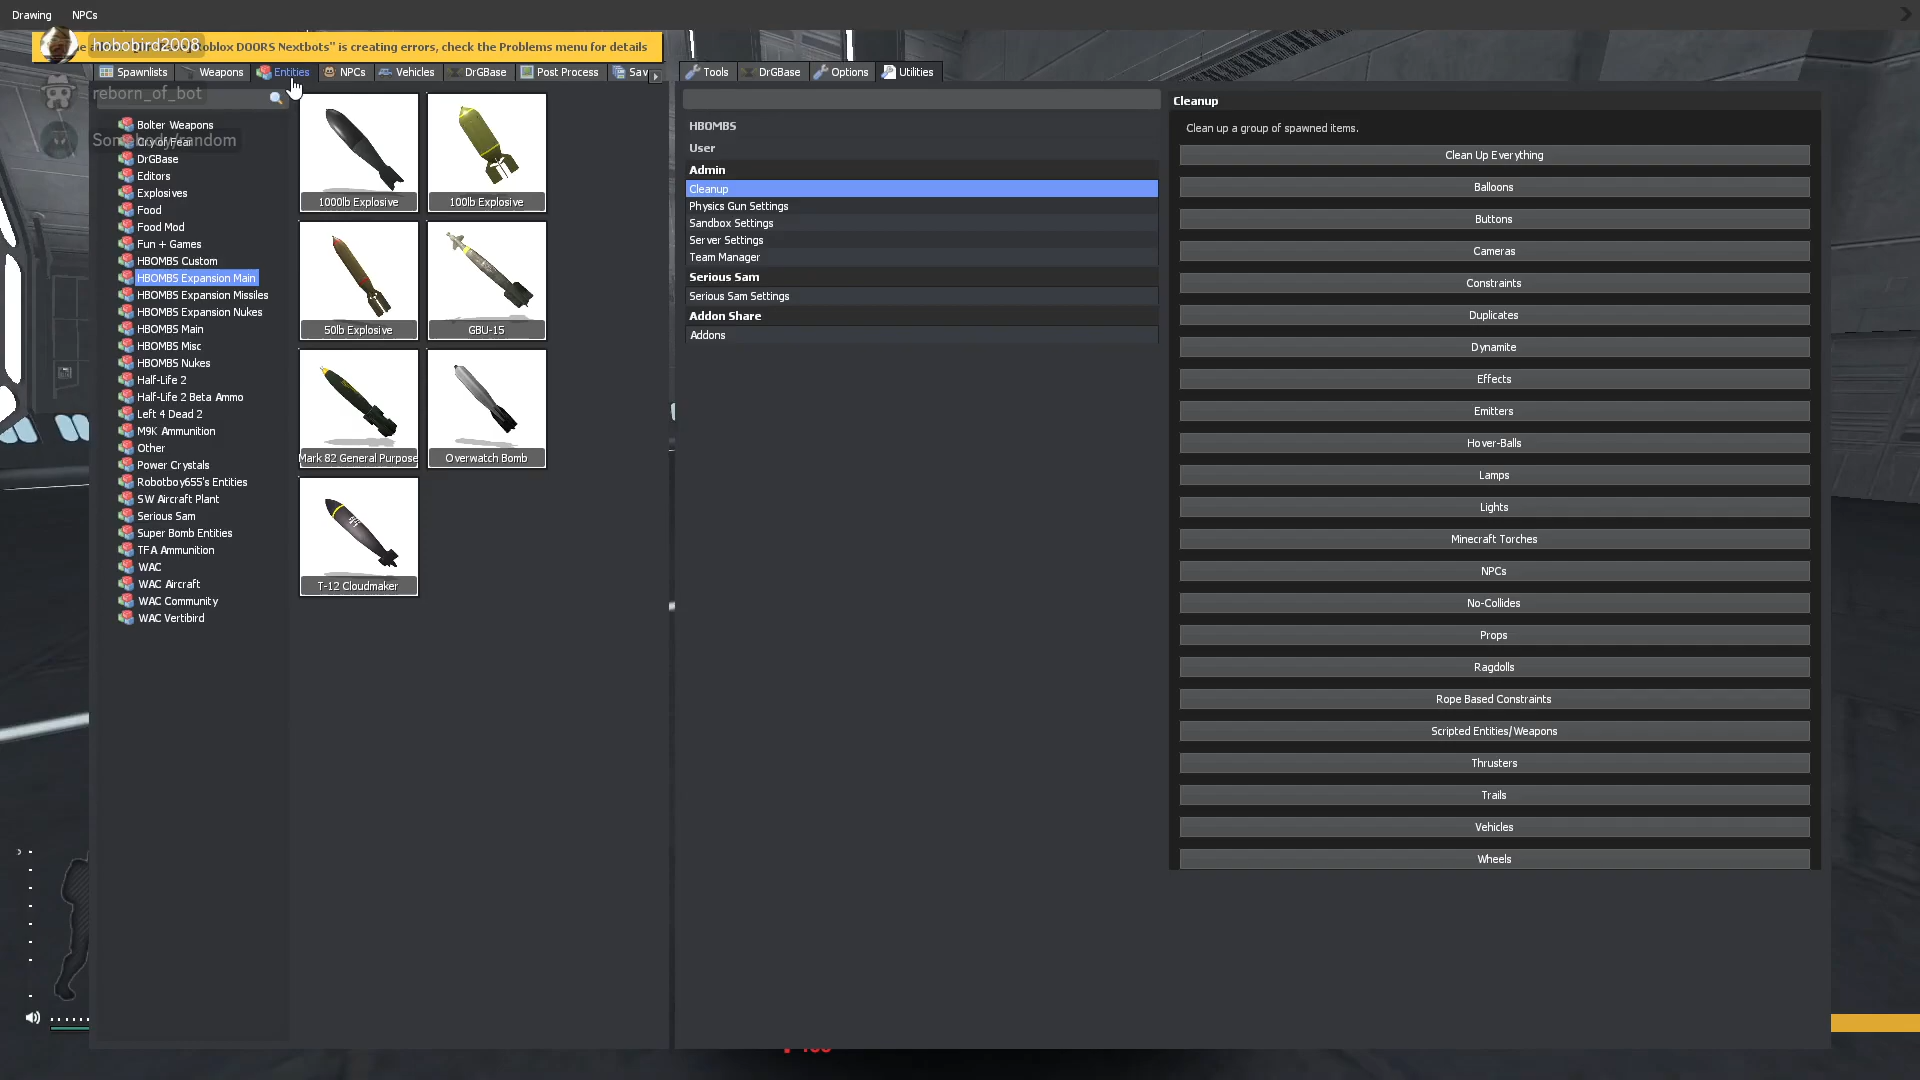 Drawing NPCs
hobobird2008
oblox DOORS Nextbots" is creating errors, check the Problems menu for details
Spawnlists Weapons Entities NPCs Vehicles DrGBase Post Process Sav
reborn_of_bot
Somebody/random
Bolter Weapons
Cry of Fear
DrGBase
Editors
Explosives
Food
Food Mod
Fun + Games
HBOMBS Custom
HBOMBS Expansion Main
HBOMBS Expansion Missiles
HBOMBS Expansion Nukes
HBOMBS Main
HBOMBS Misc
HBOMBS Nukes
Half-Life 2
Half-Life 2 Beta Ammo
Left 4 Dead 2
M9K Ammunition
Other
Power Crystals
Robotboy655's Entities
SW Aircraft Plant
Serious Sam
Super Bomb Entities
TFA Ammunition
WAC
WAC Aircraft
WAC Community
WAC Vertibird
1000lb Explosive
100lb Explosive
50lb Explosive
GBU-15
Mark 82 General Purpose
Overwatch Bomb
T-12 Cloudmaker
Tools DrGBase Options Utilities
HBOMBS
User
Admin
Cleanup
Physics Gun Settings
Sandbox Settings
Server Settings
Team Manager
Serious Sam
Serious Sam Settings
Addon Share
Addons
Cleanup
Clean up a group of spawned items.
Clean Up Everything
Balloons
Buttons
Cameras
Constraints
Duplicates
Dynamite
Effects
Emitters
Hover-Balls
Lamps
Lights
Minecraft Torches
NPCs
No-Collides
Props
Ragdolls
Rope Based Constraints
Scripted Entities/Weapons
Thrusters
Trails
Vehicles
Wheels